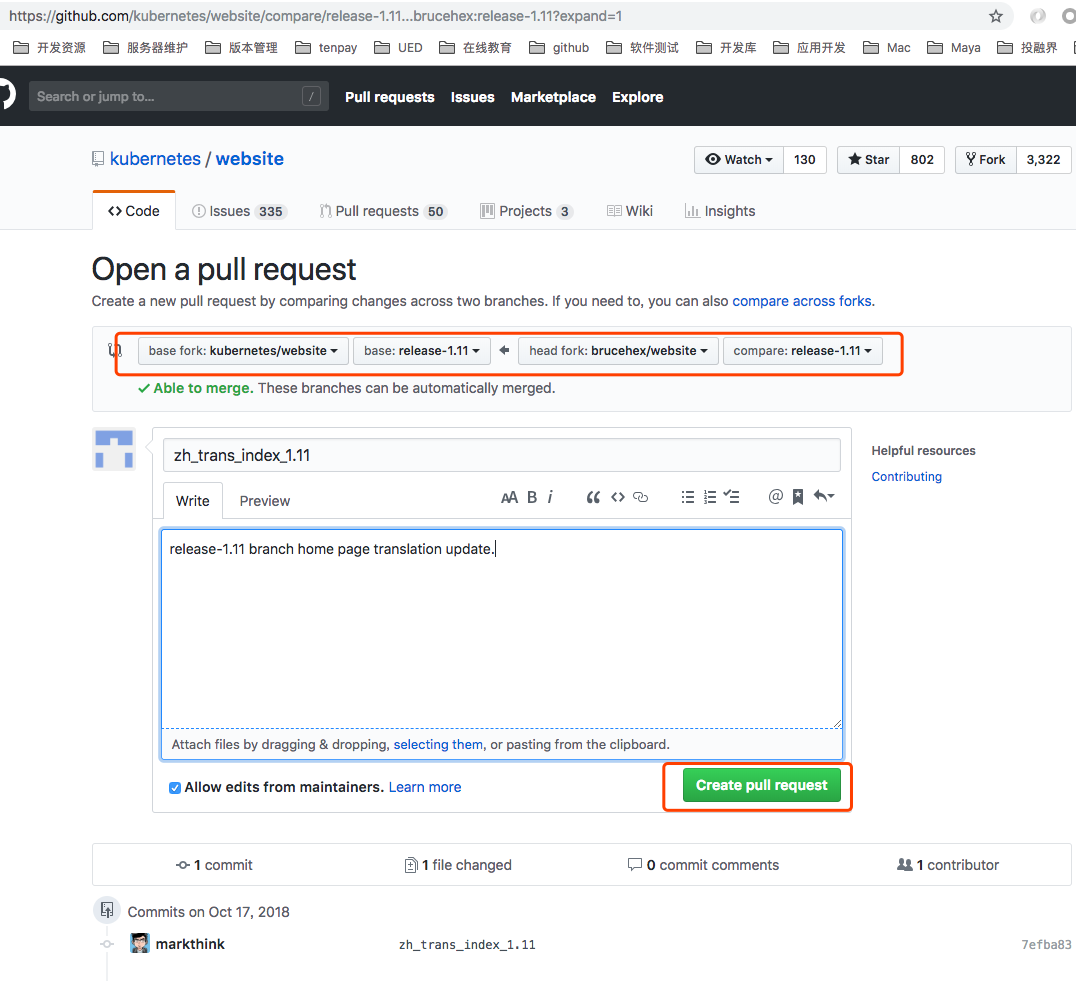 https://github.com/kubernetes/website/compare/release-1.11...brucehex:release-1.11?expand=1
开发资源 服务器维护 版本管理 tenpay UED 在线教育 github 软件测试 开发库 应用开发 Mac Maya 投融界
Search or jump to... / Pull requests Issues Marketplace Explore
kubernetes / website Watch 130 Star 802 Fork 3,322
Code Issues 335 Pull requests 50 Projects 3 Wiki Insights
Open a pull request
Create a new pull request by comparing changes across two branches. If you need to, you can also compare across forks.
base fork: kubernetes/website base: release-1.11 head fork: brucehex/website compare: release-1.11
Able to merge. These branches can be automatically merged.
zh_trans_index_1.11
Helpful resources
Contributing
Write Preview AA B i
release-1.11 branch home page translation update.
Attach files by dragging & dropping, selecting them, or pasting from the clipboard.
Allow edits from maintainers. Learn more Create pull request
1 commit 1 file changed 0 commit comments 1 contributor
Commits on Oct 17, 2018
markthink zh_trans_index_1.11 7efba83